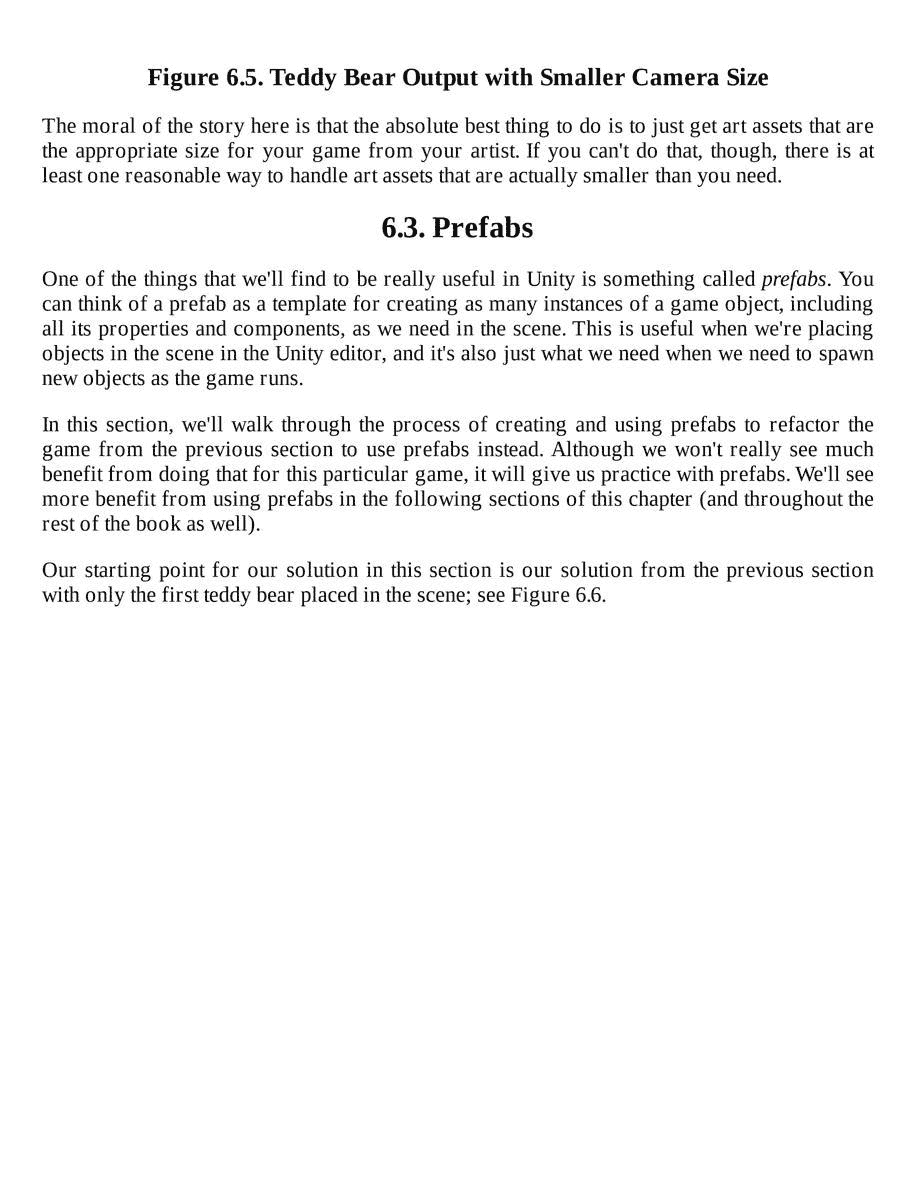 Figure 6.5. Teddy Bear Output with Smaller Camera Size
The moral of the story here is that the absolute best thing to do is to just get art assets that are
the appropriate size for your game from your artist. If you can't do that, though, there is at
least one reasonable way to handle art assets that are actually smaller than you need.
6.3. Prefabs
One of the things that we'll find to be really useful in Unity is something called prefabs. You
can think of a prefab as a template for creating as many instances of a game object, including
all its properties and components, as we need in the scene. This is useful when we're placing
objects in the scene in the Unity editor, and it's also just what we need when we need to spawn
new objects as the game runs.
In this section, we'll walk through the process of creating and using prefabs to refactor the
game from the previous section to use prefabs instead. Although we won't really see much
benefit from doing that for this particular game, it will give us practice with prefabs. We'll see
more benefit from using prefabs in the following sections of this chapter (and throughout the
rest of the book as well).
Our starting point for our solution in this section is our solution from the previous section
with only the first teddy bear placed in the scene; see Figure 6.6.